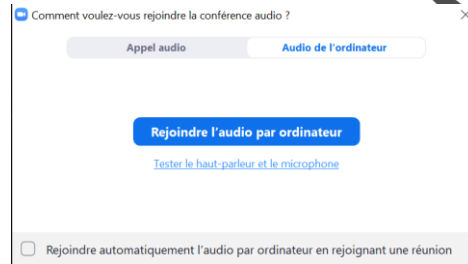 Comment voulez-vous rejoindre la conférence audio ?
Appel audio
Audio de l'ordinateur
Rejoindre l'audio par ordinateur
Tester le haut-parleur et le microphone
Rejoindre automatiquement l'audio par ordinateur en rejoignant une réunion